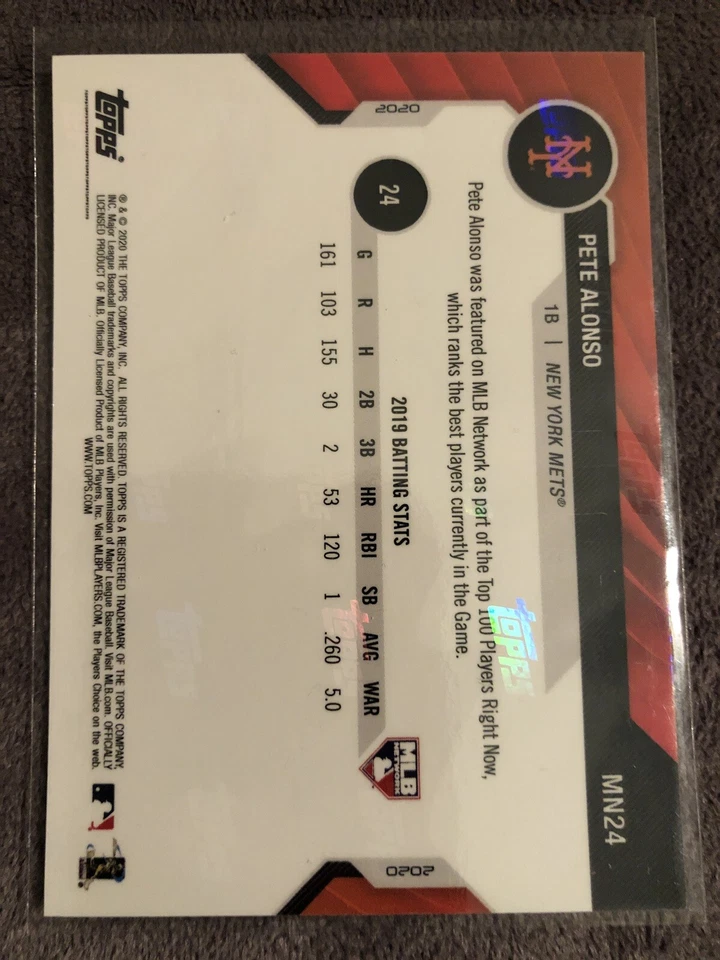 PETE ALONSO
MN24
1B | NEW YORK METS®
2020
2020
Pete Alonso was featured on MLB Network as part of the Top 100 Players Right Now,
which ranks the best players currently in the Game.
24
2019 BATTING STATS
G R H 2B 3B HR RBI SB AVG WAR
161 103 155 30 2 53 120 1 .260 5.0
MLB
NETWORK
topps®
® & © 2020 THE TOPPS COMPANY, INC. ALL RIGHTS RESERVED. TOPPS IS A REGISTERED TRADEMARK OF THE TOPPS COMPANY,
INC. Major League Baseball trademarks and copyrights are used with permission of Major League Baseball. Visit MLB.com. OFFICIALLY
LICENSED PRODUCT OF MLB. Officially Licensed Product of MLB Players, Inc. Visit MLBPLAYERS.COM, the Players Choice on the web.
WWW.TOPPS.COM
topps
topps